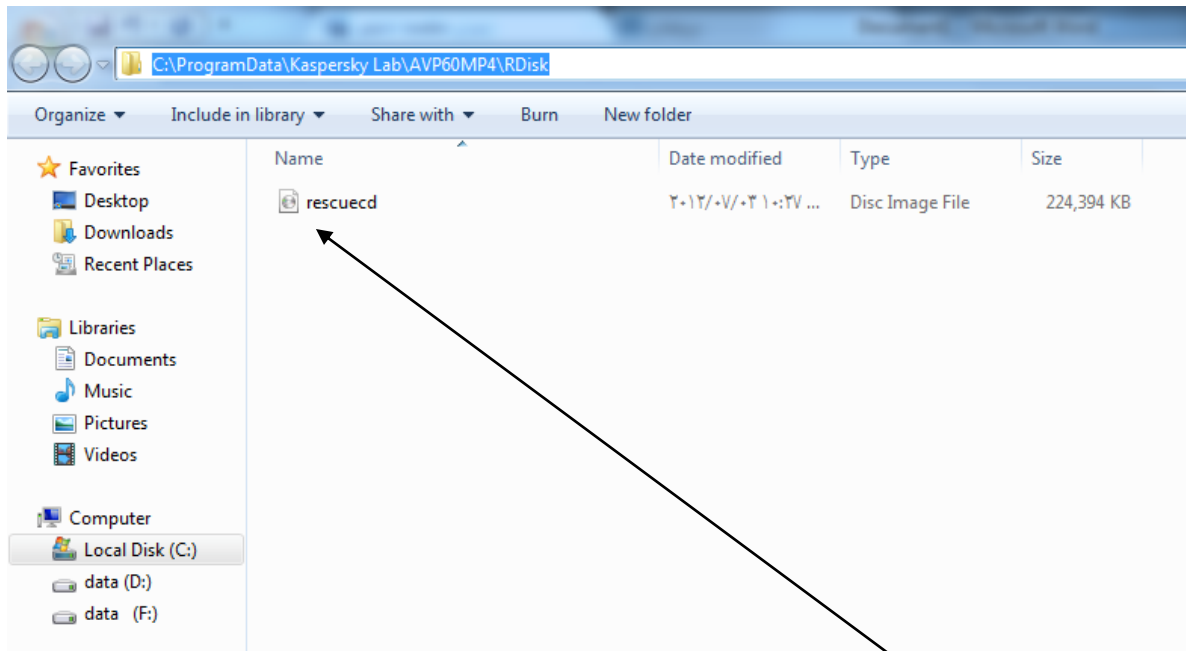 C:\ProgramData\Kaspersky Lab\AVP60MP4\RDisk
Organize Include in library Share with Burn New folder
Name Date modified Type Size
rescuecd ٢٠١٢/٠٧/٠٣ ١٠:٢٧ ... Disc Image File 224,394 KB
Favorites
Desktop
Downloads
Recent Places
Libraries
Documents
Music
Pictures
Videos
Computer
Local Disk (C:)
data (D:)
data (F:)